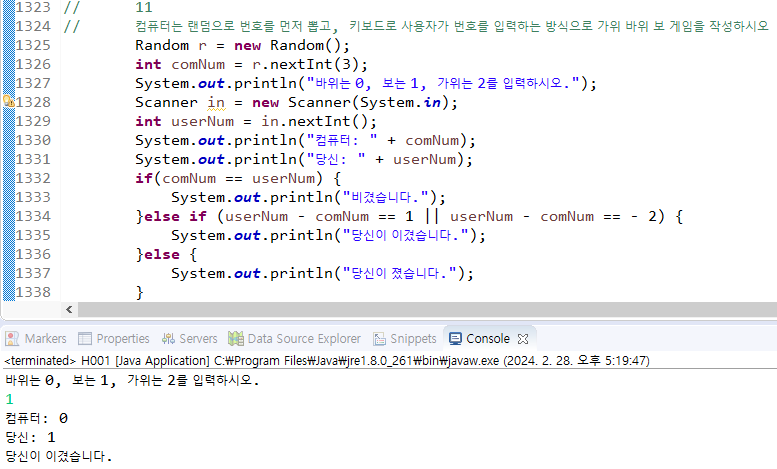 1323 //      11
1324 //      컴퓨터는 랜덤으로 번호를 먼저 뽑고, 키보드로 사용자가 번호를 입력하는 방식으로 가위 바위 보 게임을 작성하시오
1325        Random r = new Random();
1326        int comNum = r.nextInt(3);
1327        System.out.println("바위는 0, 보는 1, 가위는 2를 입력하시오.");
1328        Scanner in = new Scanner(System.in);
1329        int userNum = in.nextInt();
1330        System.out.println("컴퓨터: " + comNum);
1331        System.out.println("당신: " + userNum);
1332        if(comNum == userNum) {
1333            System.out.println("비겼습니다.");
1334        }else if (userNum - comNum == 1 || userNum - comNum == - 2) {
1335            System.out.println("당신이 이겼습니다.");
1336        }else {
1337            System.out.println("당신이 졌습니다.");
1338        }
Markers Properties Servers Data Source Explorer Snippets Console
<terminated> H001 [Java Application] C:₩Program Files₩Java₩jre1.8.0_261₩bin₩javaw.exe (2024. 2. 28. 오후 5:19:47)
바위는 0, 보는 1, 가위는 2를 입력하시오.
1
컴퓨터: 0
당신: 1
당신이 이겼습니다.